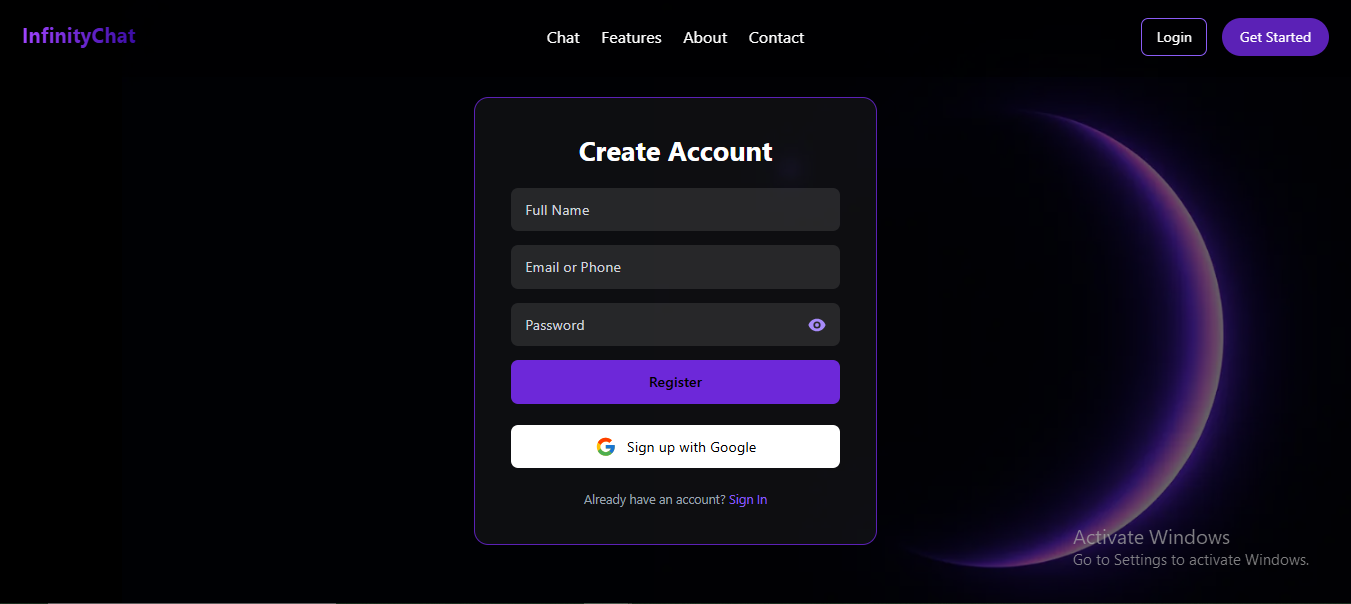 InfinityChat
Chat Features About Contact
Login Get Started
Create Account
Full Name
Email or Phone
Password
Register
Sign up with Google
Already have an account? Sign In
Activate Windows
Go to Settings to activate Windows.